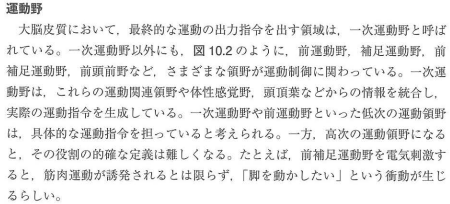 運動野
　大脳皮質において，最終的な運動の出力指令を出す領域は，一次運動野と呼ば
れている。一次運動野以外にも，図 10.2 のように，前運動野，補足運動野，前
補足運動野，前頭前野など，さまざまな領野が運動制御に関わっている。一次運
動野は，これらの運動関連領野や体性感覚野，頭頂葉などからの情報を統合し，
実際の運動指令を生成している。一次運動野や前運動野といった低次の運動領野
は，具体的な運動指令を担っていると考えられる。一方，高次の運動領野になる
と，その役割の的確な定義は難しくなる。たとえば，前補足運動野を電気刺激す
ると，筋肉運動が誘発されるとは限らず，「脚を動かしたい」という衝動が生じ
るらしい。